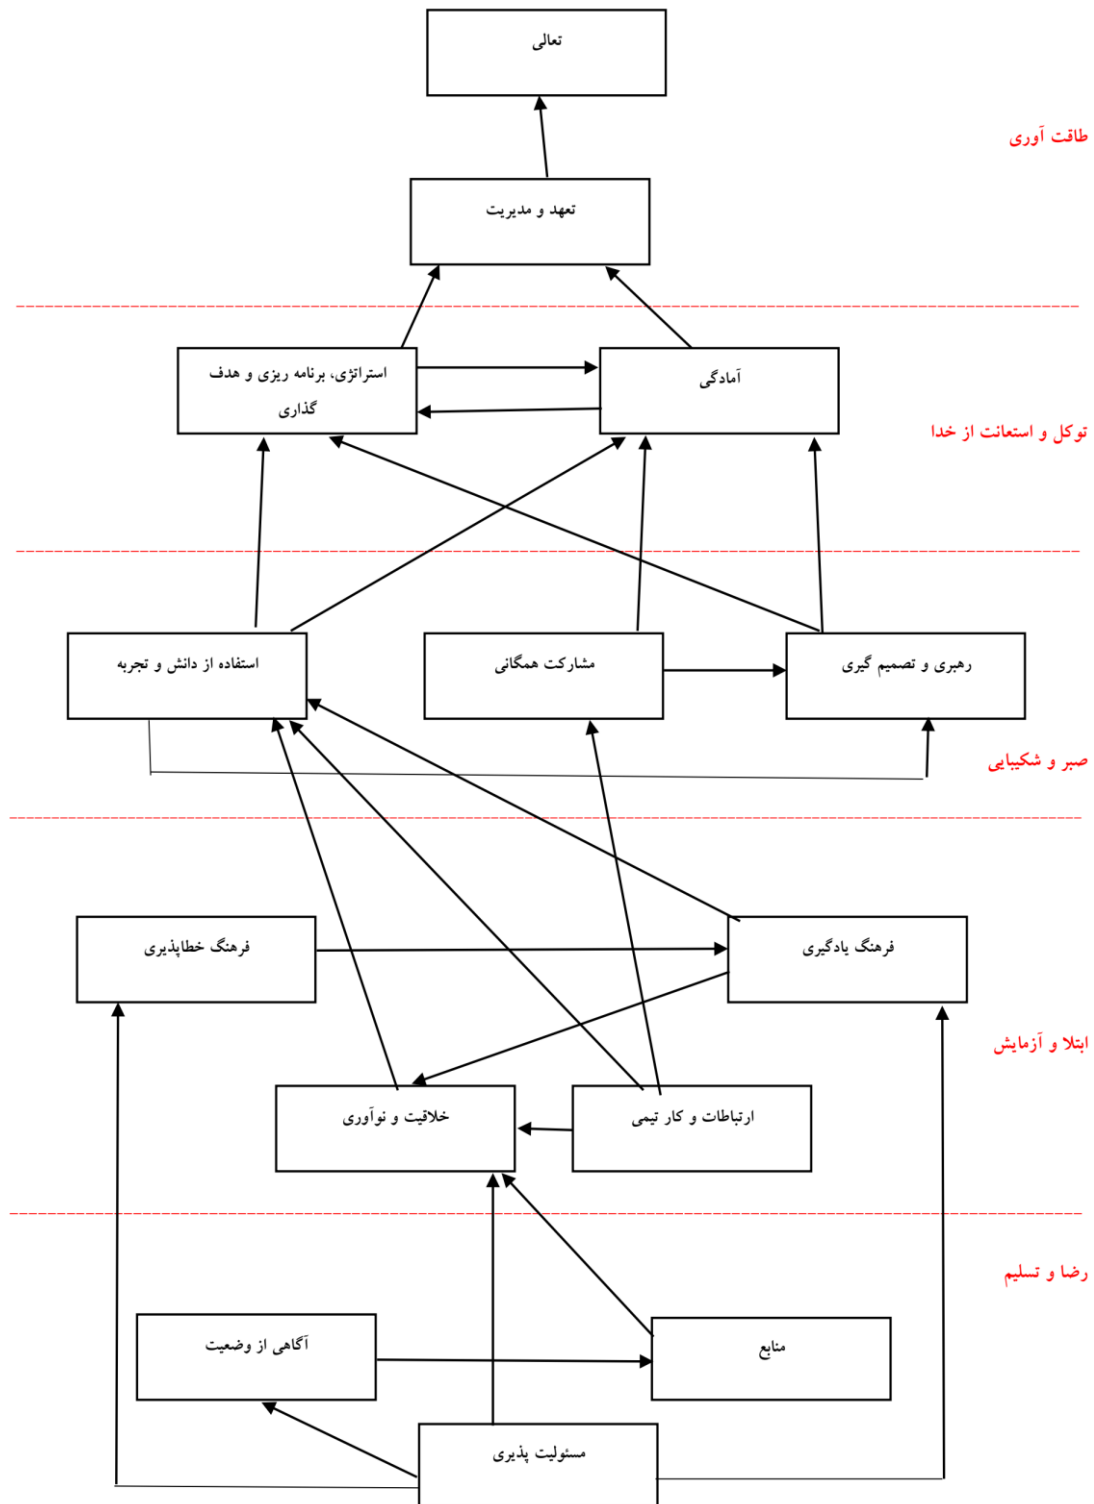 تعالی
طاقت آوری
تعهد و مدیریت
آمادگی
استراتژی، برنامه ریزی و هدف
گذاری
توکل و استعانت از خدا
رهبری و تصمیم گیری
مشارکت همگانی
استفاده از دانش و تجربه
صبر و شکیبایی
فرهنگ یادگیری
فرهنگ خطاپذیری
ابتلا و آزمایش
ارتباطات و کار تیمی
خلاقیت و نوآوری
رضا و تسلیم
منابع
آگاهی از وضعیت
مسئولیت پذیری